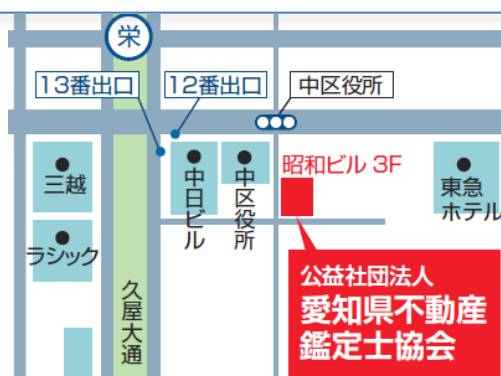 栄
13番出口
12番出口
中区役所
三越
ラシック
久屋大通
中日ビル
中区役所
昭和ビル 3F
東急
ホテル
公益社団法人
愛知県不動産
鑑定士協会